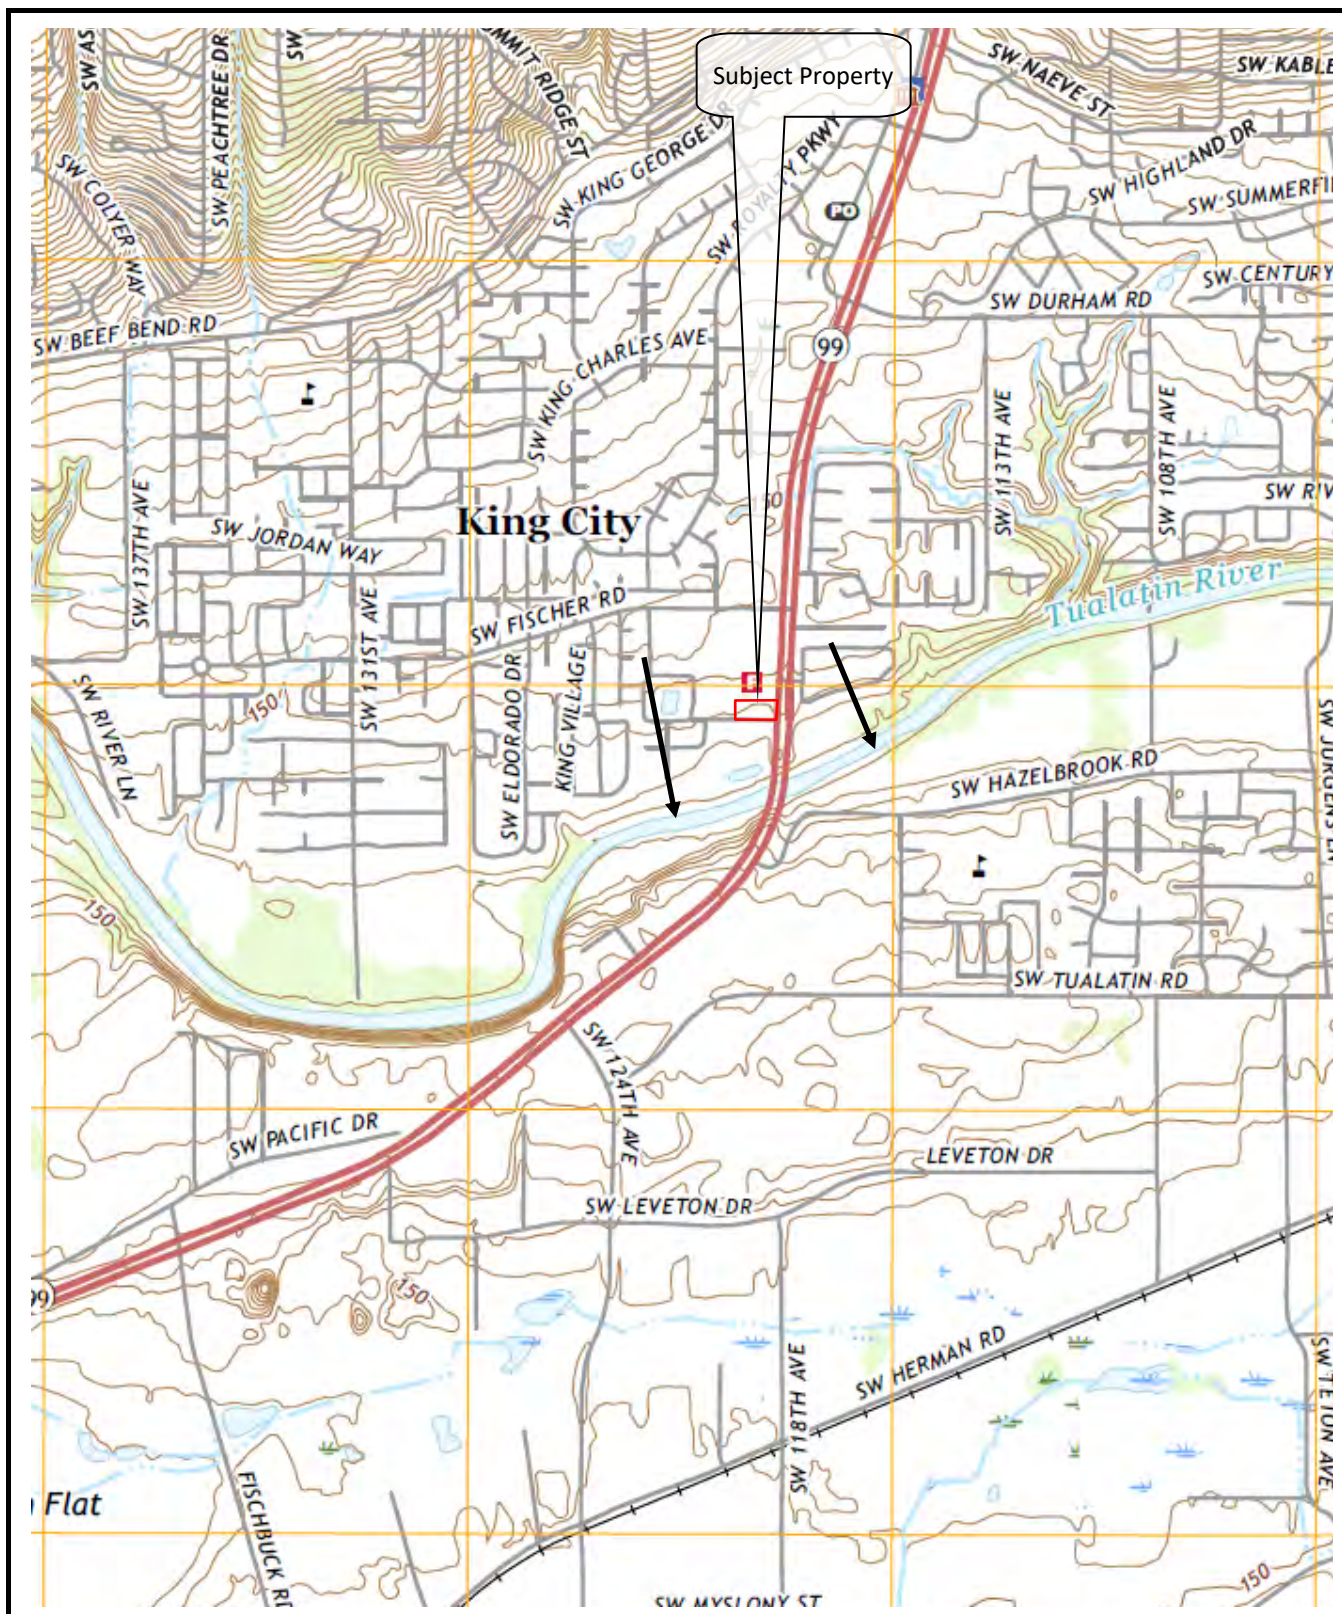 SW AS
SW PEACHTREE DR
SW
SUMMIT RIDGE ST
Subject Property
SW NAEVE ST
SW KABLE
SW COLYER WAY
SW KING GEORGE DR
SW ROYALTY PKWY
PO
SW HIGHLAND DR
SW SUMMERFI
SW CENTURY
SW DURHAM RD
SW BEEF BEND RD
99
SW KING CHARLES AVE
SW 113TH AVE
SW 108TH AVE
SW 137TH AVE
150
SW RIV
King City
SW JORDAN WAY
Tualatin River
SW 131ST AVE
SW FISCHER RD
SW RIVER LN
150
SW ELDORADO DR
KING VILLAGE
F
SW JURGENS LN
SW HAZELBROOK RD
150
SW TUALATIN RD
SW 124TH AVE
SW PACIFIC DR
LEVETON DR
SW LEVETON DR
99
150
SW HERMAN RD
SW 118TH AVE
SW TETON AVE
Flat
FISCHBUCK RD
150
SW MYSLONY ST